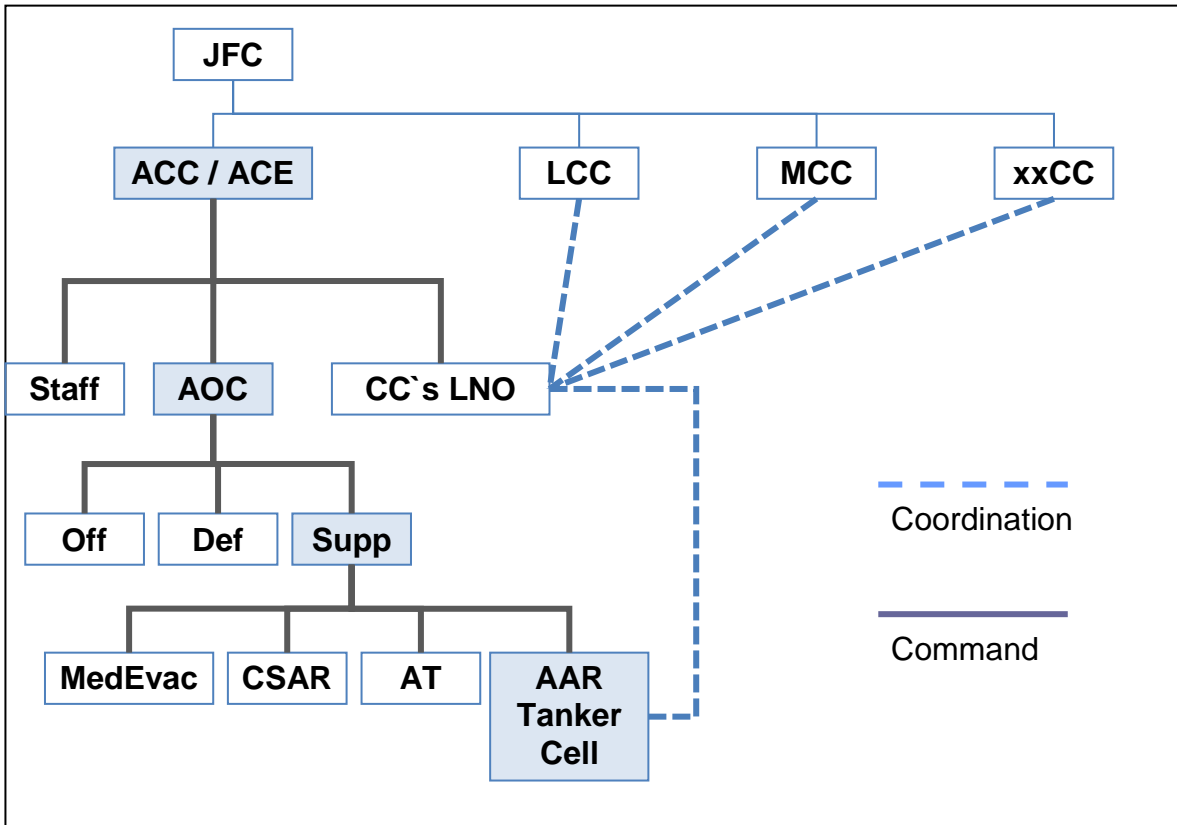 JFC
ACC / ACE
LCC
MCC
xxCC
Staff
AOC
CC`s LNO
Off
Def
Supp
Coordination
MedEvac
CSAR
AT
AAR
Tanker
Cell
Command